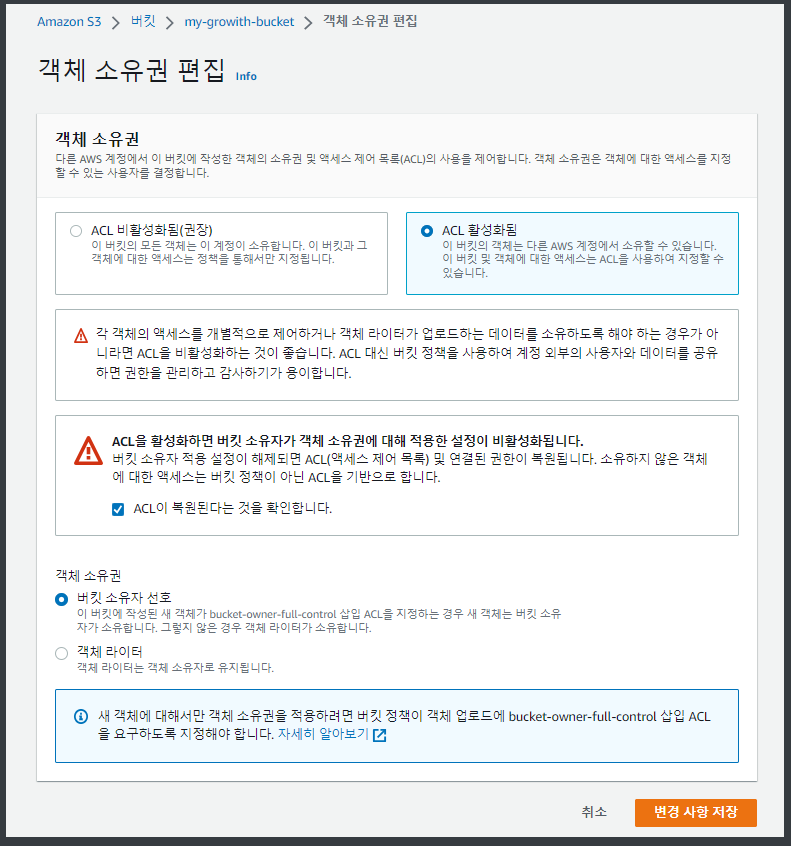 Amazon S3 > 버킷 > my-growith-bucket > 객체 소유권 편집
객체 소유권 편집 Info
객체 소유권
다른 AWS 계정에서 이 버킷에 작성한 객체의 소유권 및 액세스 제어 목록(ACL)의 사용을 제어합니다. 객체 소유권은 객체에 대한 액세스를 지정
할 수 있는 사용자를 결정합니다.
ACL 비활성화됨(권장)
이 버킷의 모든 객체는 이 계정이 소유합니다. 이 버킷과 그
객체에 대한 액세스는 정책을 통해서만 지정됩니다.
ACL 활성화됨
이 버킷의 객체는 다른 AWS 계정에서 소유할 수 있습니다.
이 버킷 및 객체에 대한 액세스는 ACL을 사용하여 지정할 수
있습니다.
각 객체의 액세스를 개별적으로 제어하거나 객체 라이터가 업로드하는 데이터를 소유하도록 해야 하는 경우가 아
니라면 ACL을 비활성화하는 것이 좋습니다. ACL 대신 버킷 정책을 사용하여 계정 외부의 사용자와 데이터를 공유
하면 권한을 관리하고 감사하기가 용이합니다.
ACL을 활성화하면 버킷 소유자가 객체 소유권에 대해 적용한 설정이 비활성화됩니다.
버킷 소유자 적용 설정이 해제되면 ACL(액세스 제어 목록) 및 연결된 권한이 복원됩니다. 소유하지 않은 객체
에 대한 액세스는 버킷 정책이 아닌 ACL을 기반으로 합니다.
ACL이 복원된다는 것을 확인합니다.
객체 소유권
버킷 소유자 선호
이 버킷에 작성된 새 객체가 bucket-owner-full-control 삽입 ACL을 지정하는 경우 새 객체는 버킷 소유
자가 소유합니다. 그렇지 않은 경우 객체 라이터가 소유합니다.
객체 라이터
객체 라이터는 객체 소유자로 유지됩니다.
새 객체에 대해서만 객체 소유권을 적용하려면 버킷 정책이 객체 업로드에 bucket-owner-full-control 삽입 ACL
을 요구하도록 지정해야 합니다. 자세히 알아보기
취소 변경 사항 저장